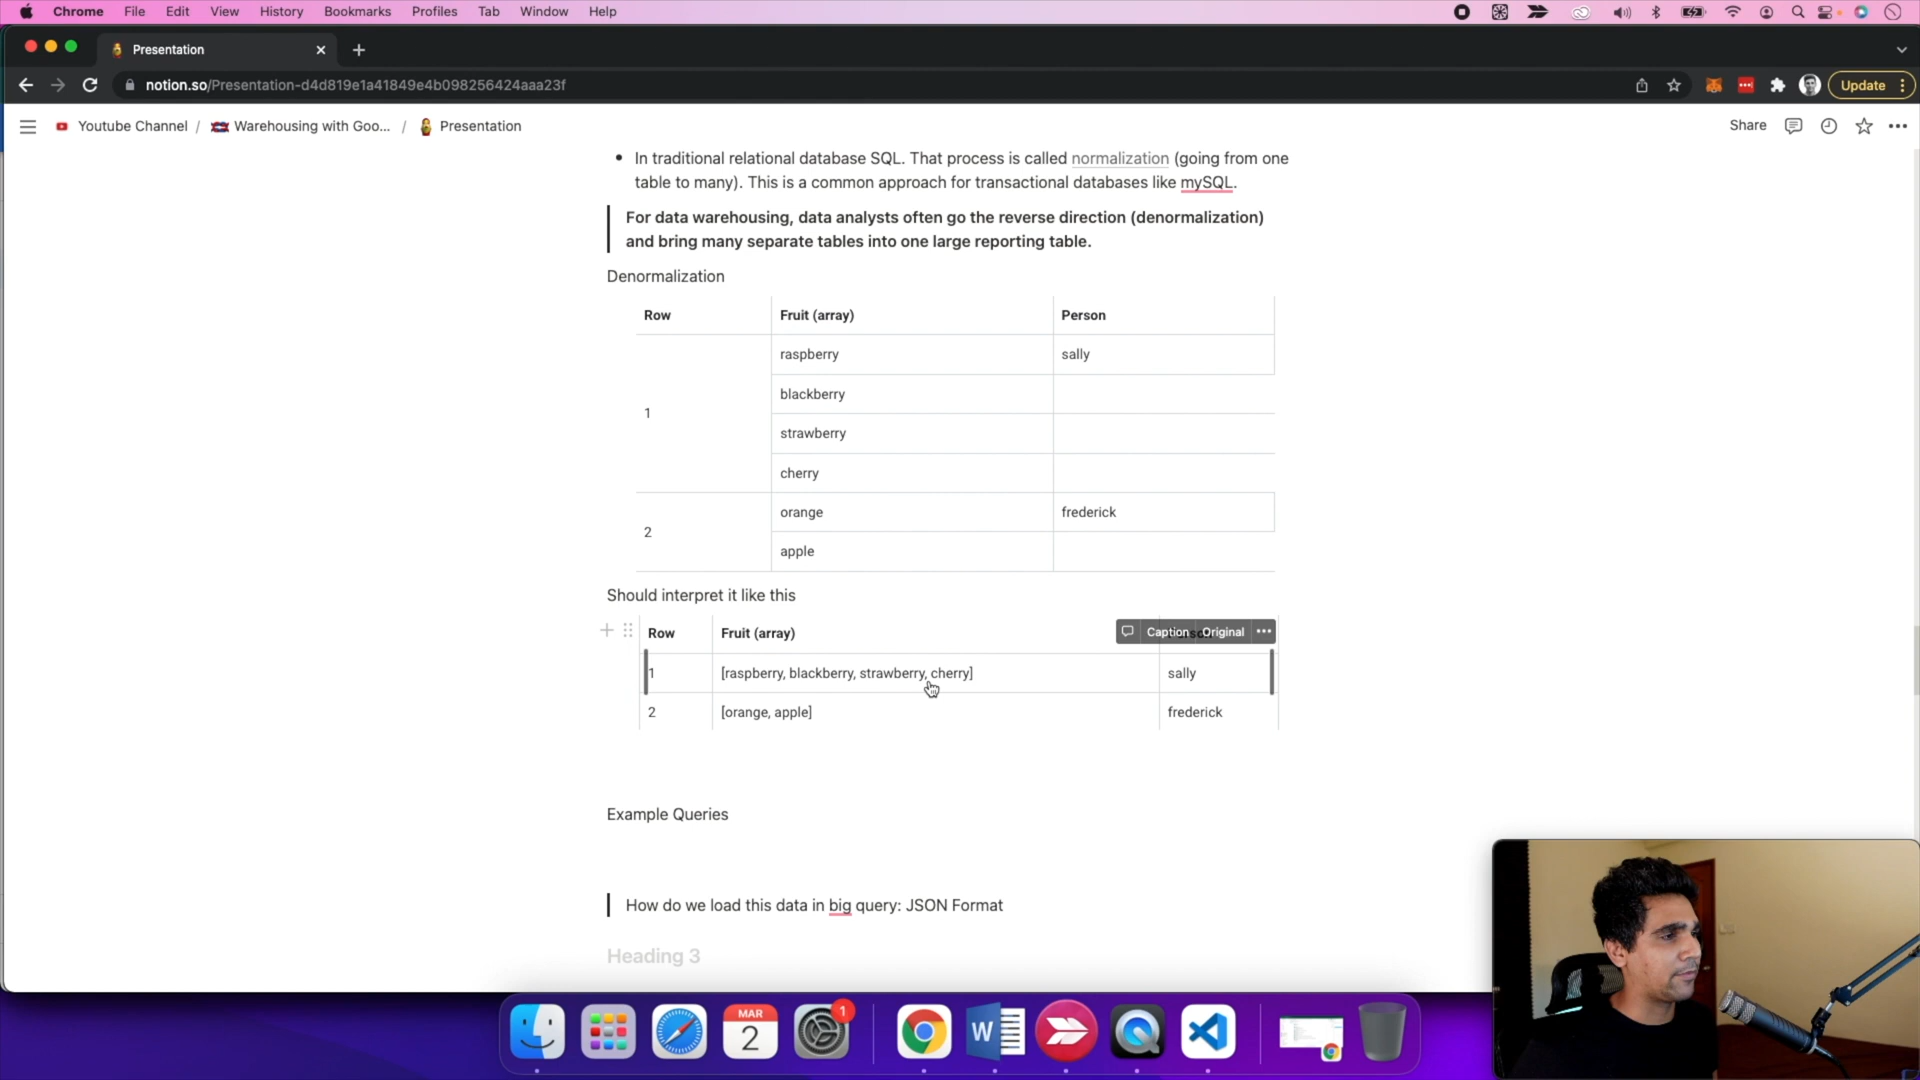 Chrome File Edit View History Bookmarks Profiles Tab Window Help
Presentation
notion.so/Presentation-d4d819e1a41849e4b098256424aaa23f
Update
Youtube Channel / Warehousing with Goo... / Presentation
Share
In traditional relational database SQL. That process is called normalization (going from one
table to many). This is a common approach for transactional databases like mySQL.
For data warehousing, data analysts often go the reverse direction (denormalization)
and bring many separate tables into one large reporting table.
Denormalization
Row Fruit (array) Person
raspberry sally
blackberry
1
strawberry
cherry
orange frederick
2
apple
Should interpret it like this
Row Fruit (array)
Caption Original
1 [raspberry, blackberry, strawberry, cherry] sally
2 [orange, apple] frederick
Example Queries
How do we load this data in big query: JSON Format
Heading 3
MAR
2
1
W